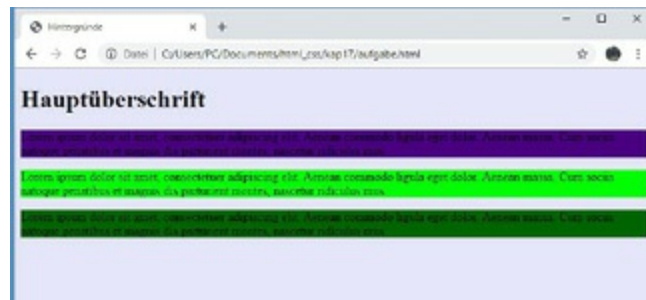 Hintergründe
Datei | C:/Users/PC/Documents/html_css/kap17/aufgabe.html
Hauptüberschrift
Lorem ipsum dolor sit amet, consectetuer adipiscing elit. Aenean commodo ligula eget dolor. Aenean massa. Cum sociis
natoque penatibus et magnis dis parturient montes, nascetur ridiculus mus.
Lorem ipsum dolor sit amet, consectetuer adipiscing elit. Aenean commodo ligula eget dolor. Aenean massa. Cum sociis
natoque penatibus et magnis dis parturient montes, nascetur ridiculus mus.
Lorem ipsum dolor sit amet, consectetuer adipiscing elit. Aenean commodo ligula eget dolor. Aenean massa. Cum sociis
natoque penatibus et magnis dis parturient montes, nascetur ridiculus mus.